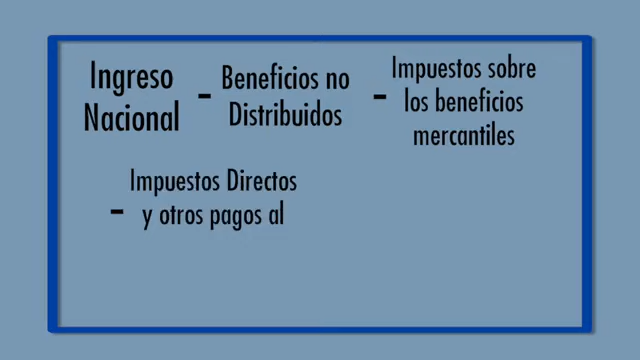 Ingreso
Nacional
- Beneficios no
Distribuidos
- Impuestos sobre
los beneficios
mercantiles
- Impuestos Directos
y otros pagos al